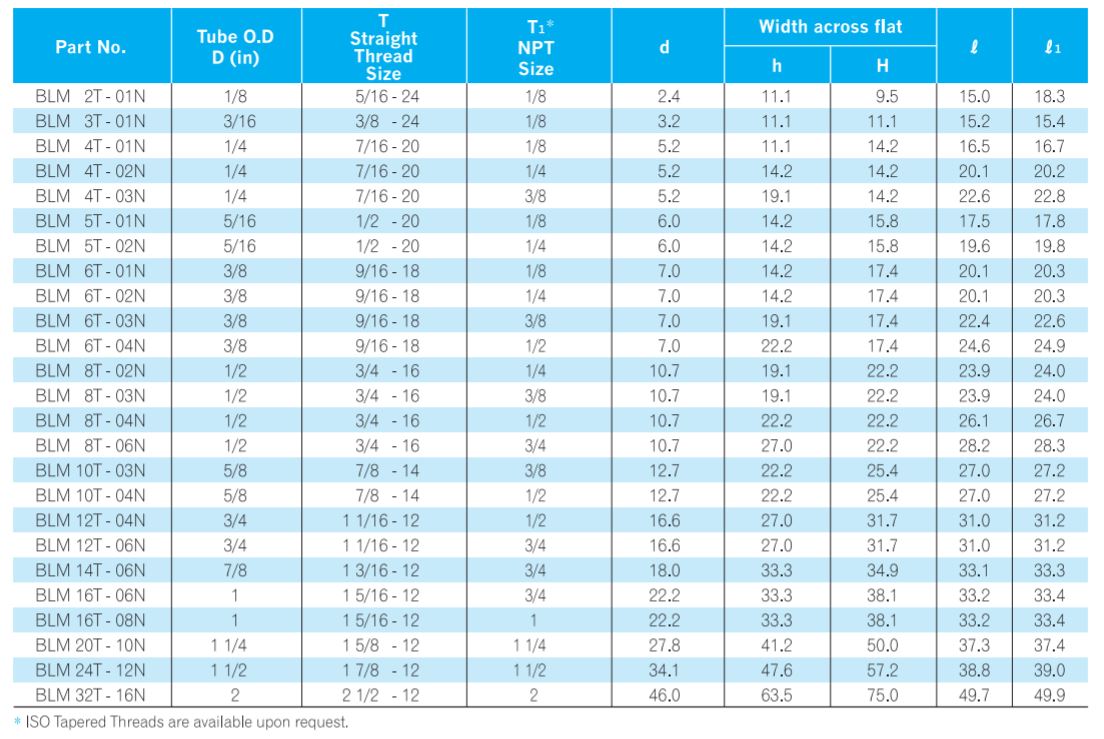 Part No. Tube O.D D (in) T Straight Thread Size T₁* NPT Size d Width across flat h H ℓ ℓ₁
BLM 2T - 01N 1/8 5/16 - 24 1/8 2.4 11.1 9.5 15.0 18.3
BLM 3T - 01N 3/16 3/8 - 24 1/8 3.2 11.1 11.1 15.2 15.4
BLM 4T - 01N 1/4 7/16 - 20 1/8 5.2 11.1 14.2 16.5 16.7
BLM 4T - 02N 1/4 7/16 - 20 1/4 5.2 14.2 14.2 20.1 20.2
BLM 4T - 03N 1/4 7/16 - 20 3/8 5.2 19.1 14.2 22.6 22.8
BLM 5T - 01N 5/16 1/2 - 20 1/8 6.0 14.2 15.8 17.5 17.8
BLM 5T - 02N 5/16 1/2 - 20 1/4 6.0 14.2 15.8 19.6 19.8
BLM 6T - 01N 3/8 9/16 - 18 1/8 7.0 14.2 17.4 20.1 20.3
BLM 6T - 02N 3/8 9/16 - 18 1/4 7.0 14.2 17.4 20.1 20.3
BLM 6T - 03N 3/8 9/16 - 18 3/8 7.0 19.1 17.4 22.4 22.6
BLM 6T - 04N 3/8 9/16 - 18 1/2 7.0 22.2 17.4 24.6 24.9
BLM 8T - 02N 1/2 3/4 - 16 1/4 10.7 19.1 22.2 23.9 24.0
BLM 8T - 03N 1/2 3/4 - 16 3/8 10.7 19.1 22.2 23.9 24.0
BLM 8T - 04N 1/2 3/4 - 16 1/2 10.7 22.2 22.2 26.1 26.7
BLM 8T - 06N 1/2 3/4 - 16 3/4 10.7 27.0 22.2 28.2 28.3
BLM 10T - 03N 5/8 7/8 - 14 3/8 12.7 22.2 25.4 27.0 27.2
BLM 10T - 04N 5/8 7/8 - 14 1/2 12.7 22.2 25.4 27.0 27.2
BLM 12T - 04N 3/4 1 1/16 - 12 1/2 16.6 27.0 31.7 31.0 31.2
BLM 12T - 06N 3/4 1 1/16 - 12 3/4 16.6 27.0 31.7 31.0 31.2
BLM 14T - 06N 7/8 1 3/16 - 12 3/4 18.0 33.3 34.9 33.1 33.3
BLM 16T - 06N 1 1 5/16 - 12 3/4 22.2 33.3 38.1 33.2 33.4
BLM 16T - 08N 1 1 5/16 - 12 1 22.2 33.3 38.1 33.2 33.4
BLM 20T - 10N 1 1/4 1 5/8 - 12 1 1/4 27.8 41.2 50.0 37.3 37.4
BLM 24T - 12N 1 1/2 1 7/8 - 12 1 1/2 34.1 47.6 57.2 38.8 39.0
BLM 32T - 16N 2 2 1/2 - 12 2 46.0 63.5 75.0 49.7 49.9
* ISO Tapered Threads are available upon request.